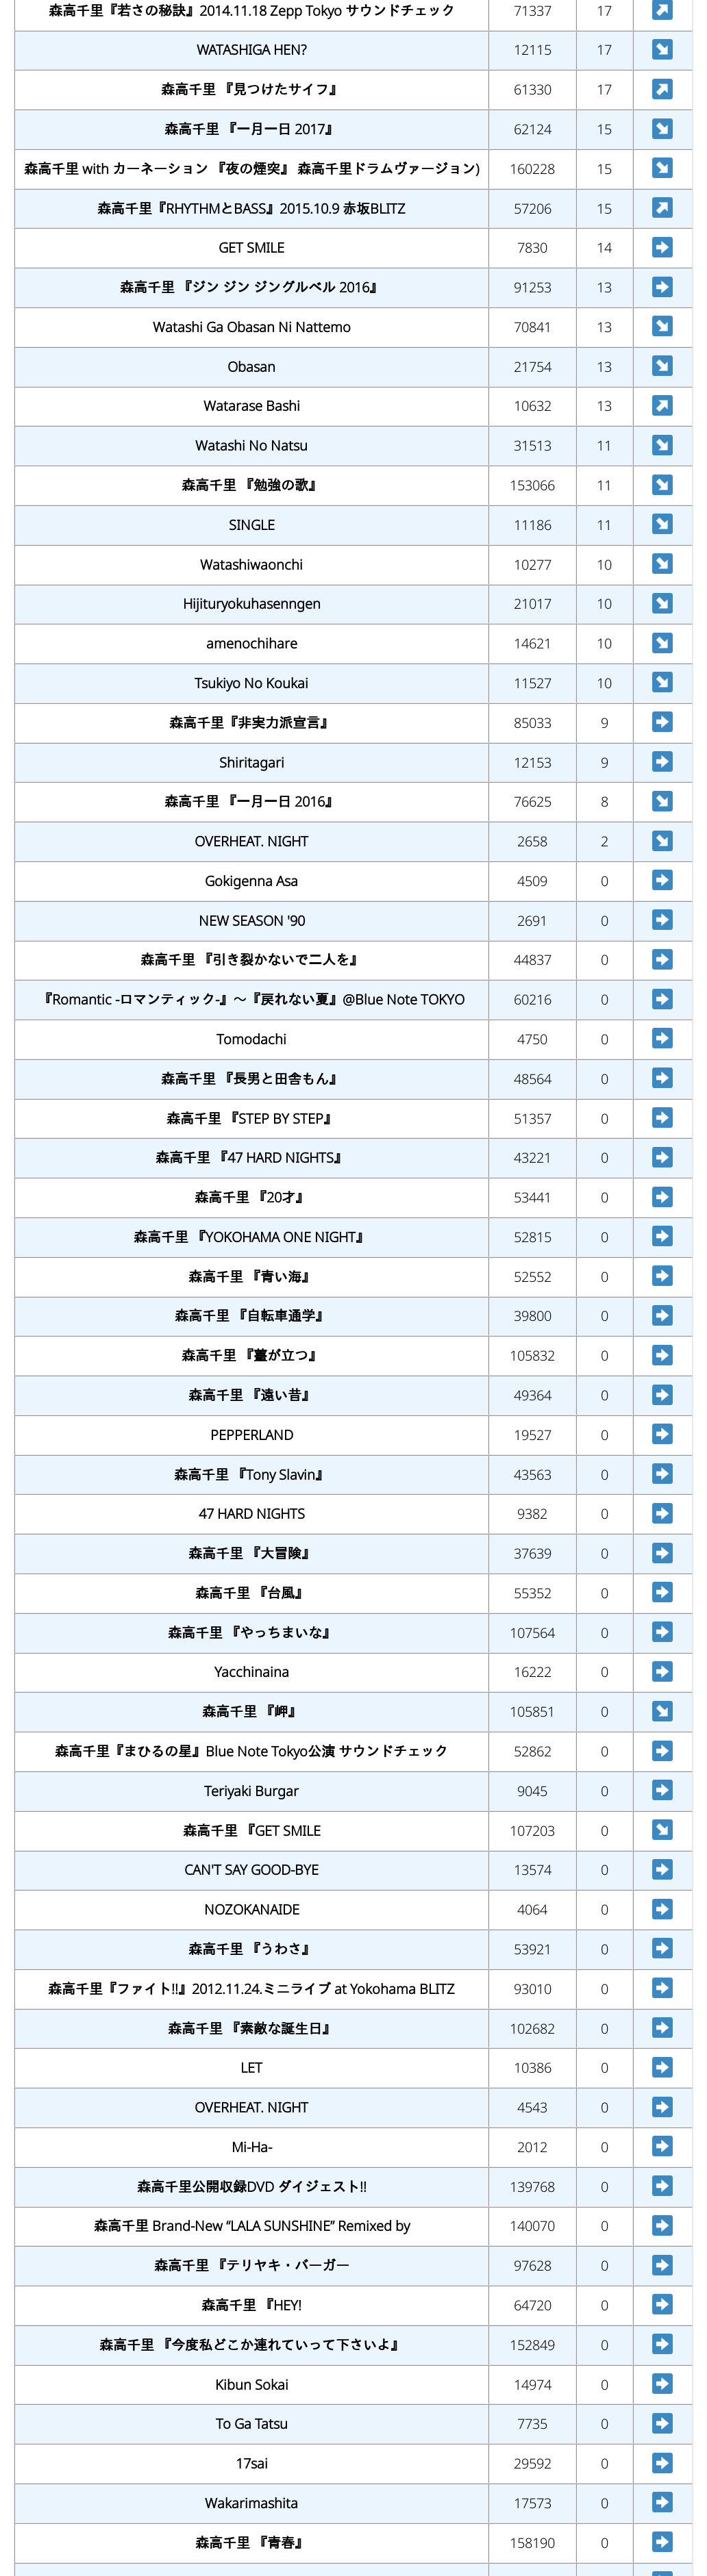 森高千里『若さの秘訣』2014.11.18 Zepp Tokyo サウンドチェック 71337 17
WATASHIGA HEN? 12115 17
森高千里 『見つけたサイフ』 61330 17
森高千里 『一月一日 2017』 62124 15
森高千里 with カーネーション 『夜の煙突』 森高千里ドラムヴァージョン) 160228 15
森高千里『RHYTHMとBASS』2015.10.9 赤坂BLITZ 57206 15
GET SMILE 7830 14
森高千里 『ジン ジン ジングルベル 2016』 91253 13
Watashi Ga Obasan Ni Nattemo 70841 13
Obasan 21754 13
Watarase Bashi 10632 13
Watashi No Natsu 31513 11
森高千里 『勉強の歌』 153066 11
SINGLE 11186 11
Watashiwaonchi 10277 10
Hijituryokuhasenngen 21017 10
amenochihare 14621 10
Tsukiyo No Koukai 11527 10
森高千里『非実力派宣言』 85033 9
Shiritagari 12153 9
森高千里 『一月一日 2016』 76625 8
OVERHEAT. NIGHT 2658 2
Gokigenna Asa 4509 0
NEW SEASON '90 2691 0
森高千里 『引き裂かないで二人を』 44837 0
『Romantic -ロマンティック-』～『戻れない夏』@Blue Note TOKYO 60216 0
Tomodachi 4750 0
森高千里 『長男と田舎もん』 48564 0
森高千里 『STEP BY STEP』 51357 0
森高千里 『47 HARD NIGHTS』 43221 0
森高千里 『20才』 53441 0
森高千里 『YOKOHAMA ONE NIGHT』 52815 0
森高千里 『青い海』 52552 0
森高千里 『自転車通学』 39800 0
森高千里 『薹が立つ』 105832 0
森高千里 『遠い昔』 49364 0
PEPPERLAND 19527 0
森高千里 『Tony Slavin』 43563 0
47 HARD NIGHTS 9382 0
森高千里 『大冒険』 37639 0
森高千里 『台風』 55352 0
森高千里 『やっちまいな』 107564 0
Yacchinaina 16222 0
森高千里 『岬』 105851 0
森高千里『まひるの星』Blue Note Tokyo公演 サウンドチェック 52862 0
Teriyaki Burgar 9045 0
森高千里 『GET SMILE 107203 0
CAN'T SAY GOOD-BYE 13574 0
NOZOKANAIDE 4064 0
森高千里 『うわさ』 53921 0
森高千里『ファイト!!』2012.11.24.ミニライブ at Yokohama BLITZ 93010 0
森高千里 『素敵な誕生日』 102682 0
LET 10386 0
OVERHEAT. NIGHT 4543 0
Mi-Ha- 2012 0
森高千里公開収録DVD ダイジェスト!! 139768 0
森高千里 Brand-New “LALA SUNSHINE” Remixed by 140070 0
森高千里 『テリヤキ・バーガー 97628 0
森高千里 『HEY! 64720 0
森高千里 『今度私どこか連れていって下さいよ』 152849 0
Kibun Sokai 14974 0
To Ga Tatsu 7735 0
17sai 29592 0
Wakarimashita 17573 0
森高千里 『青春』 158190 0